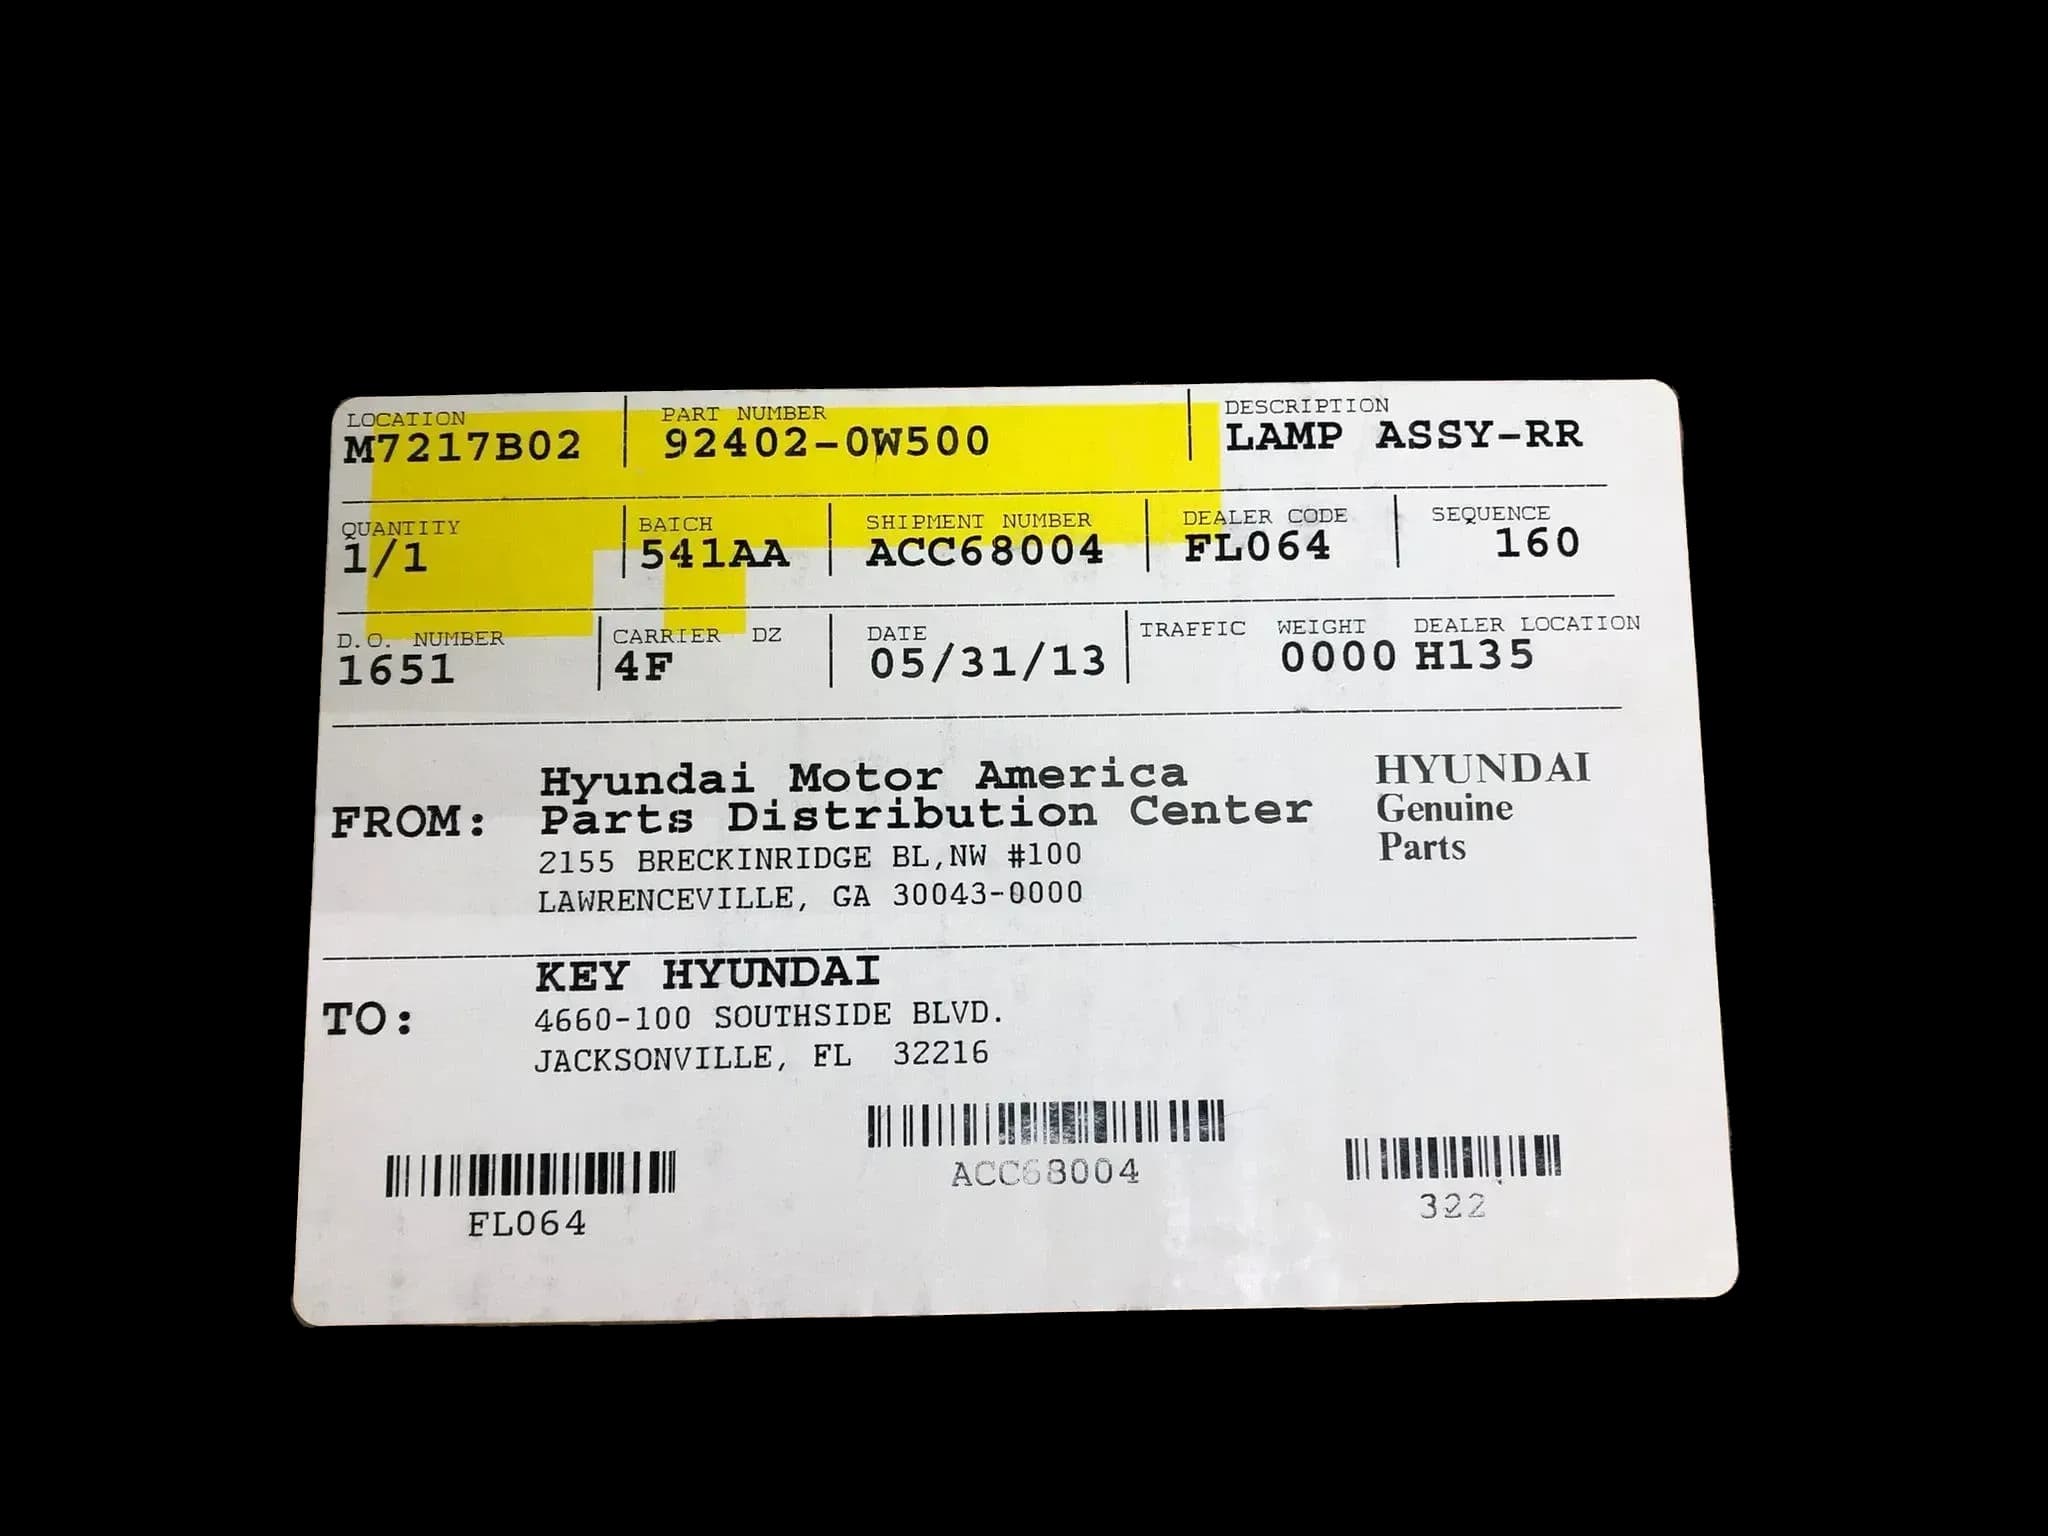 LOCATION PART NUMBER DESCRIPTION
M7217B02 92402-0W500 LAMP ASSY-RR
QUANTITY BATCH SHIPMENT NUMBER DEALER CODE SEQUENCE
1/1 541AA ACC68004 FL064 160
D.O. NUMBER CARRIER DZ DATE TRAFFIC WEIGHT DEALER LOCATION
1651 4F 05/31/13 0000 H135
FROM: Hyundai Motor America
Parts Distribution Center
2155 BRECKINRIDGE BL,NW #100
LAWRENCEVILLE, GA 30043-0000
HYUNDAI
Genuine
Parts
TO: KEY HYUNDAI
4660-100 SOUTHSIDE BLVD.
JACKSONVILLE, FL 32216
FL064
ACC68004
322